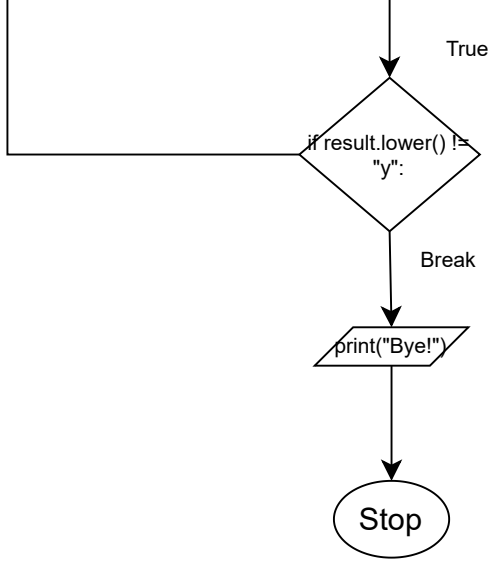 True
if result.lower() !=
"y":
Break
print("Bye!")
Stop